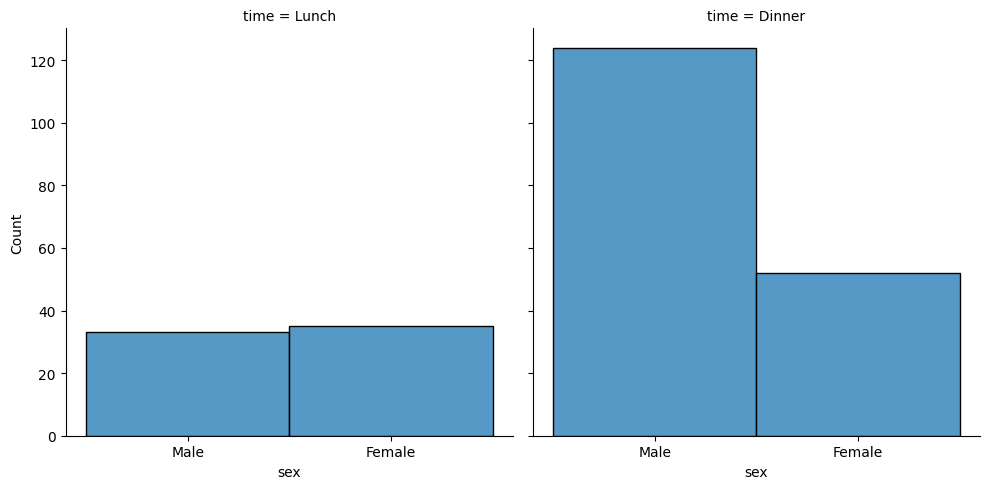 time = Lunch
time = Dinner
Count
120
100
80
60
40
20
0
Male
Female
sex
Male
Female
sex